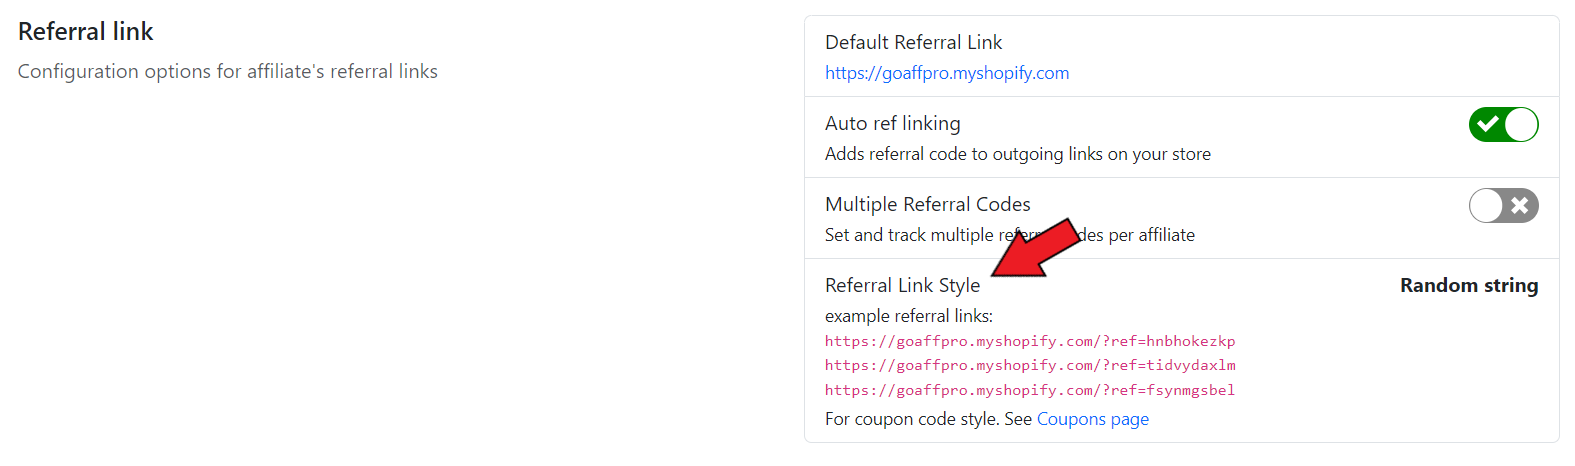 Referral link
Configuration options for affiliate's referral links
Default Referral Link
https://goaffpro.myshopify.com
Auto ref linking
Adds referral code to outgoing links on your store
Multiple Referral Codes
Set and track multiple per affiliate
Referral Link Style
Random string
example referral links:
https://goaffpro.myshopify.com/?ref=hnbhokezkp
https://goaffpro.myshopify.com/?ref=tidvydaxlm
https://goaffpro.myshopify.com/?ref=fsynmgsbel
For coupon code style. See Coupons page